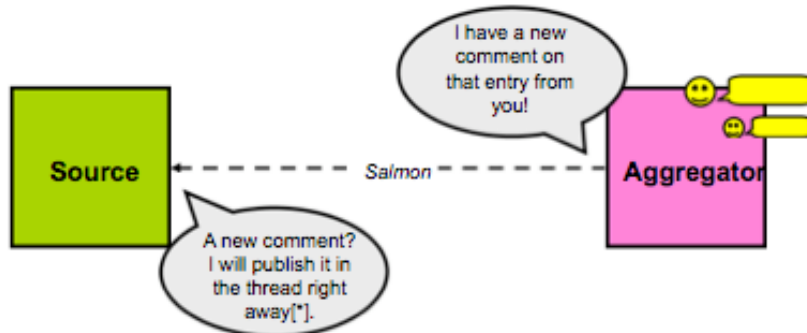 I have a new
comment on
that entry from
you!
Source
Salmon
Aggregator
A new comment?
I will publish it in
the thread right
away[*].